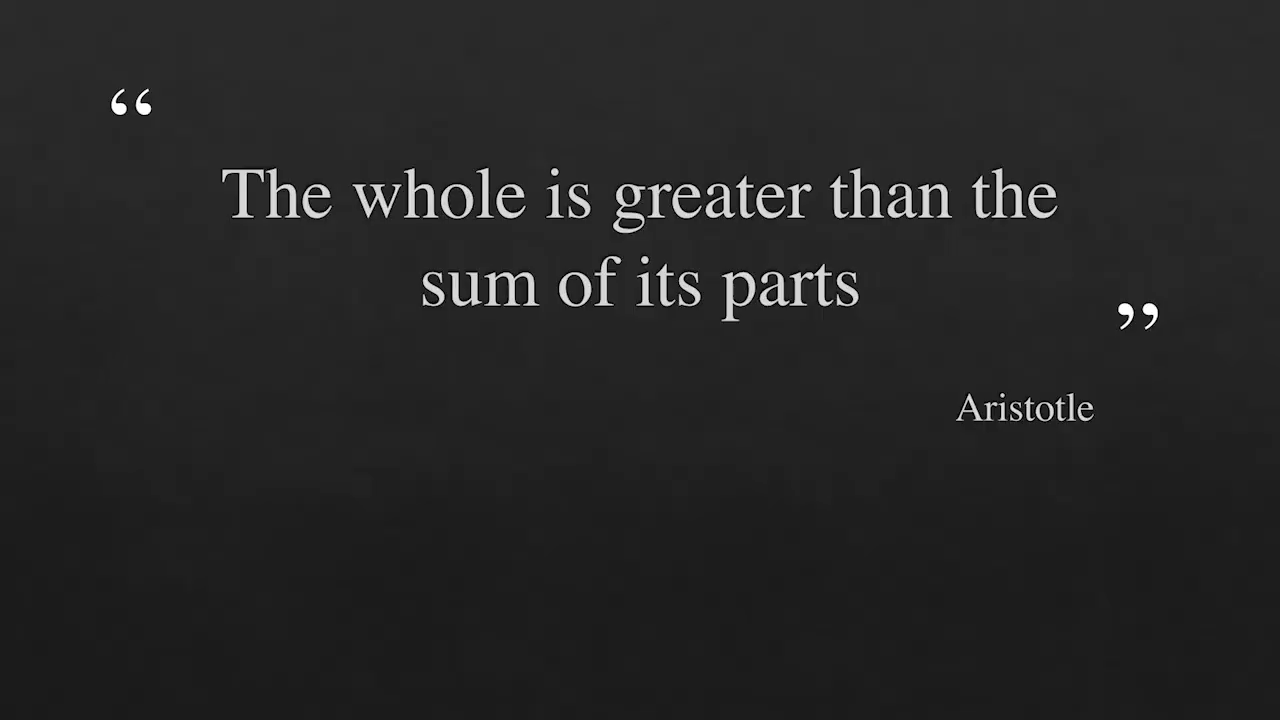 “
The whole is greater than the
sum of its parts
”
Aristotle